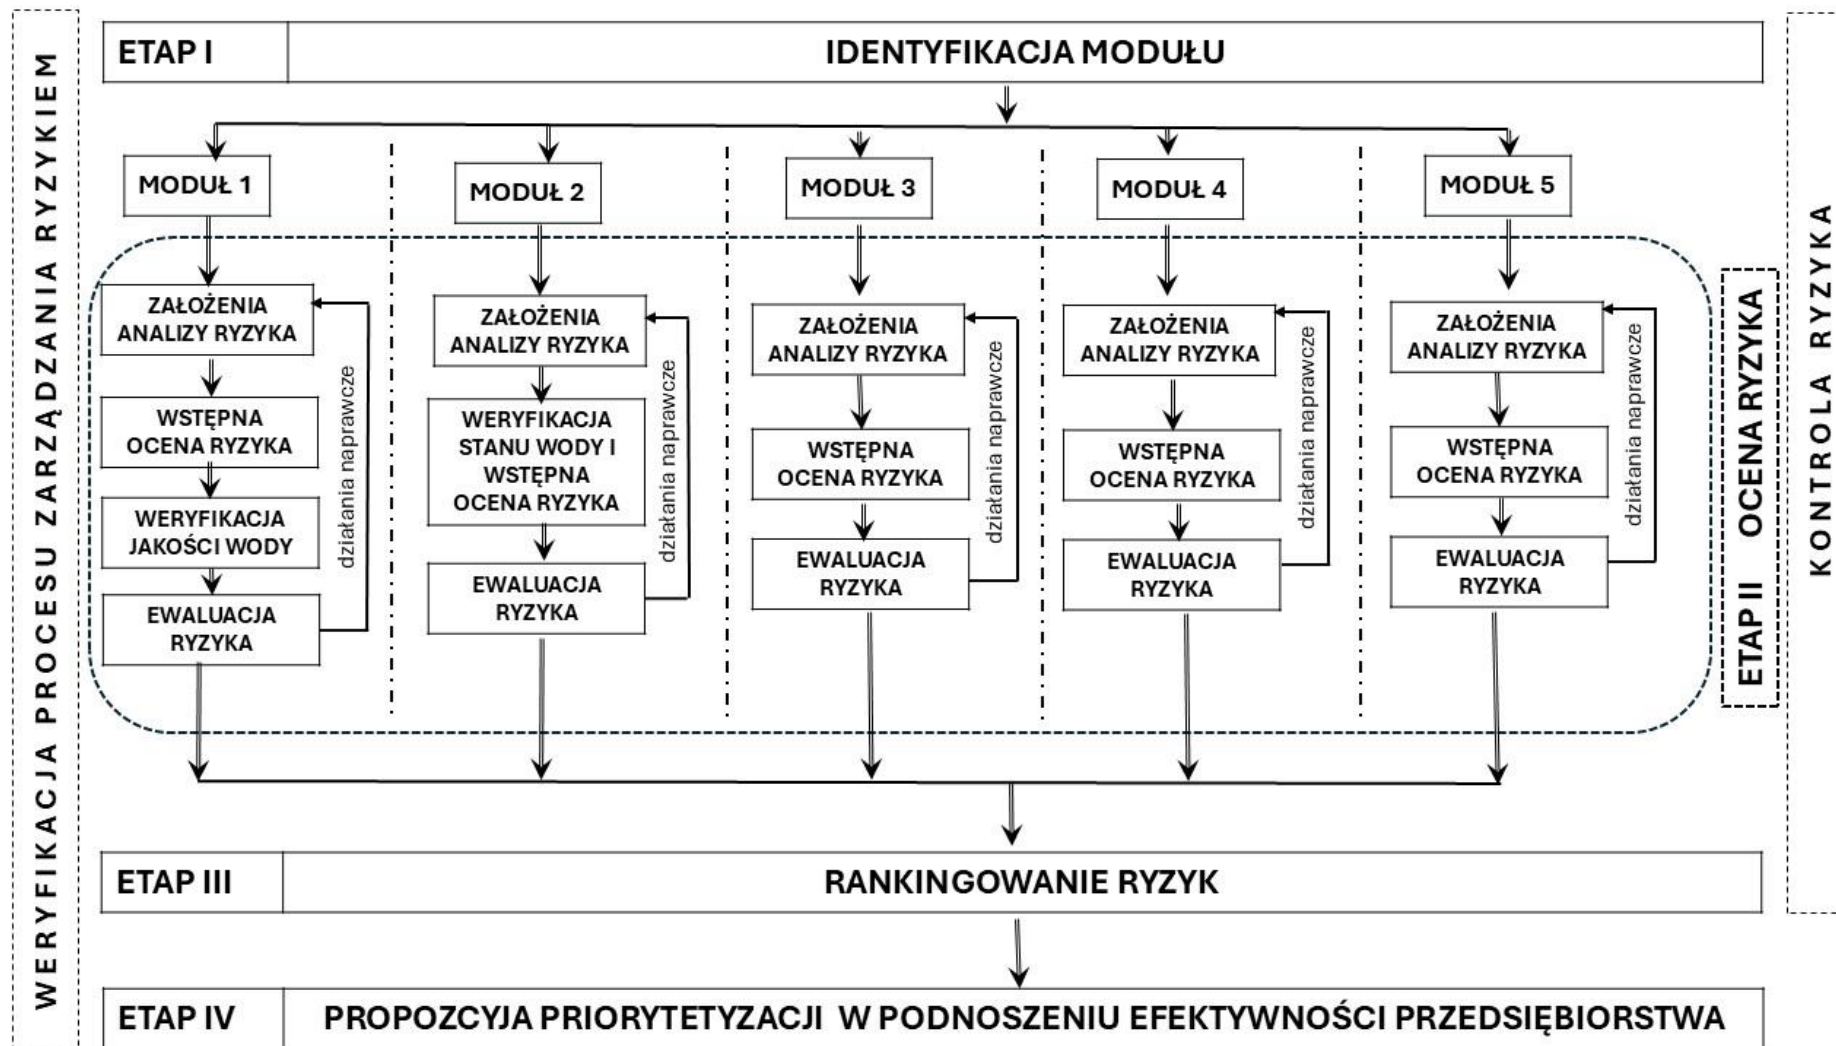 WERYFIKACJA PROCESU ZARZĄDZANIA RYZYKIEM
ETAP I
IDENTYFIKACJA MODUŁU
MODUŁ 1
MODUŁ 2
MODUŁ 3
MODUŁ 4
MODUŁ 5
ZAŁOŻENIA
ANALIZY RYZYKA
WSTĘPNA
OCENA RYZYKA
WERYFIKACJA
JAKOŚCI WODY
EWALUACJA
RYZYKA
działania naprawcze
ZAŁOŻENIA
ANALIZY RYZYKA
WERYFIKACJA
STANU WODY I
WSTĘPNA
OCENA RYZYKA
EWALUACJA
RYZYKA
działania naprawcze
ZAŁOŻENIA
ANALIZY RYZYKA
WSTĘPNA
OCENA RYZYKA
EWALUACJA
RYZYKA
działania naprawcze
ZAŁOŻENIA
ANALIZY RYZYKA
WSTĘPNA
OCENA RYZYKA
EWALUACJA
RYZYKA
działania naprawcze
ZAŁOŻENIA
ANALIZY RYZYKA
WSTĘPNA
OCENA RYZYKA
EWALUACJA
RYZYKA
działania naprawcze
ETAP II OCENA RYZYKA
KONTROLA RYZYKA
ETAP III
RANKINGOWANIE RYZYK
ETAP IV
PROPOZCYJA PRIORYTETYZACJI W PODNOSZENIU EFEKTYWNOŚCI PRZEDSIĘBIORSTWA